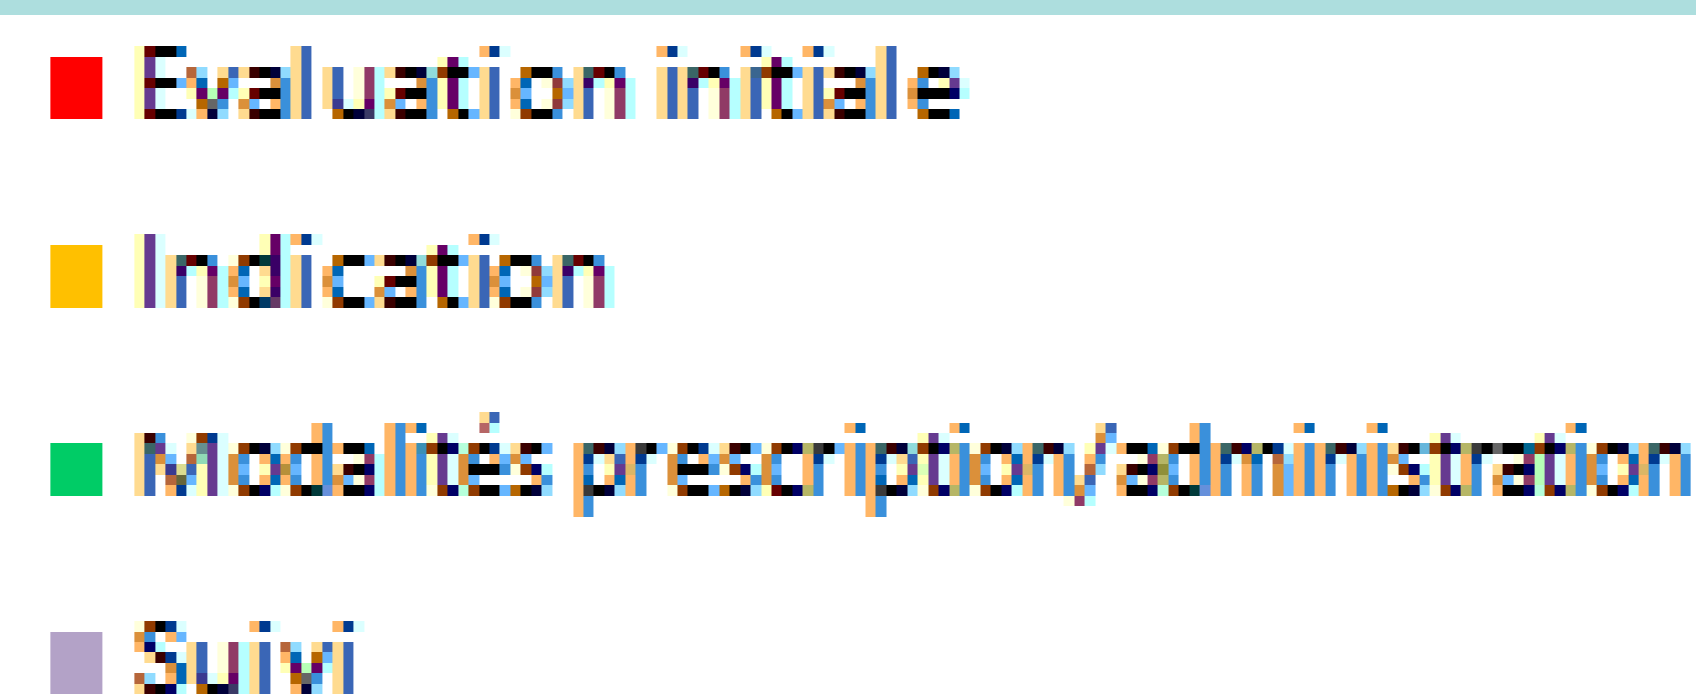 Evaluation initiale
Indication
Modalités prescription/administration
Suivi